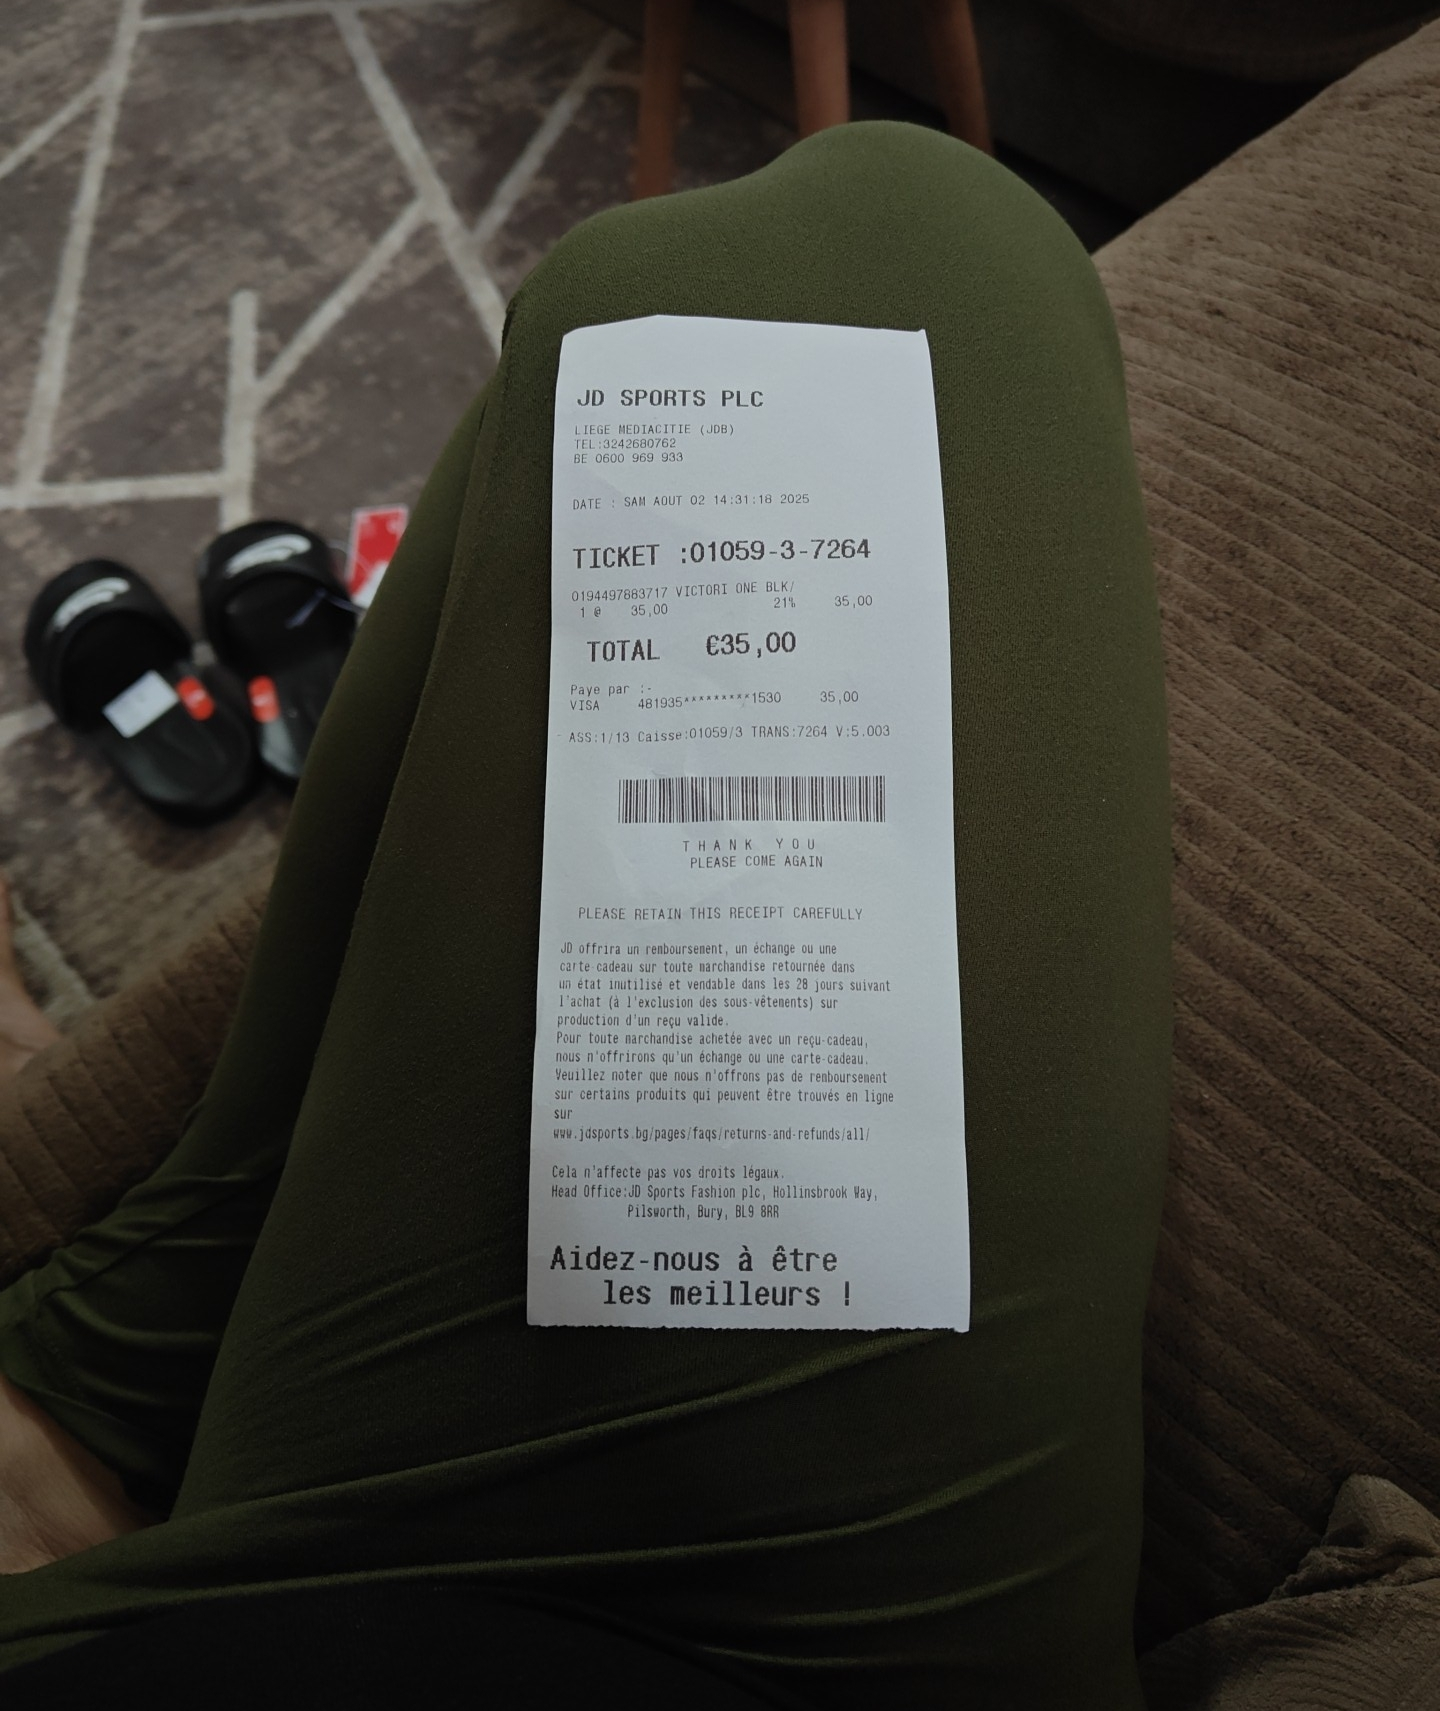 JD SPORTS PLC
LIEGE MEDIACITIE (JDB)
TEL:3242680762
BE 0600 969 933
DATE : SAM AOUT 02 14:31:18 2025
TICKET :01059-3-7264
0194497883717 VICTORI ONE BLK/
1 @ 35,00 21% 35,00
TOTAL €35,00
Paye par :-
VISA 481935*********1530 35,00
ASS:1/13 Caisse:01059/3 TRANS:7264 V:5.003
THANK YOU
PLEASE COME AGAIN
PLEASE RETAIN THIS RECEIPT CAREFULLY
JD offrira un remboursement, un échange ou une
carte-cadeau sur toute marchandise retournée dans
un état inutilisé et vendable dans les 28 jours suivant
l'achat (à l'exclusion des sous-vêtements) sur
production d'un reçu valide.
Pour toute marchandise achetée avec un reçu-cadeau,
nous n'offrirons qu'un échange ou une carte-cadeau.
Veuillez noter que nous n'offrons pas de remboursement
sur certains produits qui peuvent être trouvés en ligne
sur
www.jdsports.bg/pages/faqs/returns-and-refunds/all/
Cela n'affecte pas vos droits légaux.
Head Office:JD Sports Fashion plc, Hollinsbrook Way,
Pilsworth, Bury, BL9 8RR
Aidez-nous à être
les meilleurs !